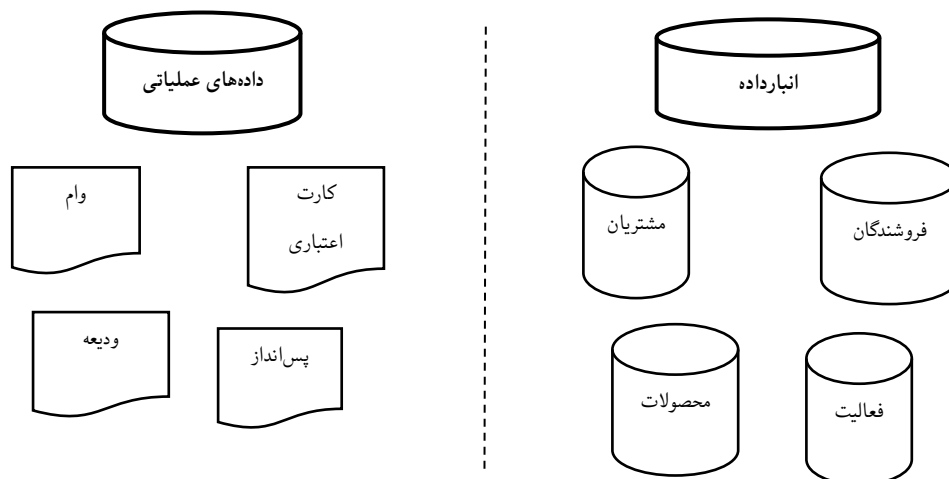 انبارداده
داده‌های عملیاتی
فروشندگان
مشتریان
کارت
اعتباری
وام
فعالیت
محصولات
پس‌انداز
ودیعه